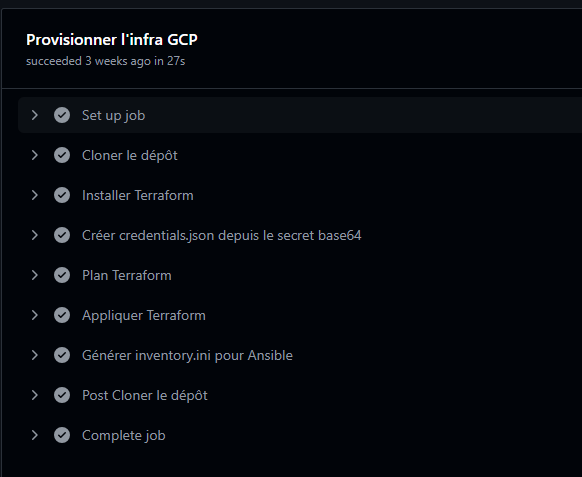 Provisionner l'infra GCP
succeeded 3 weeks ago in 27s
Set up job
Cloner le dépôt
Installer Terraform
Créer credentials.json depuis le secret base64
Plan Terraform
Appliquer Terraform
Générer inventory.ini pour Ansible
Post Cloner le dépôt
Complete job